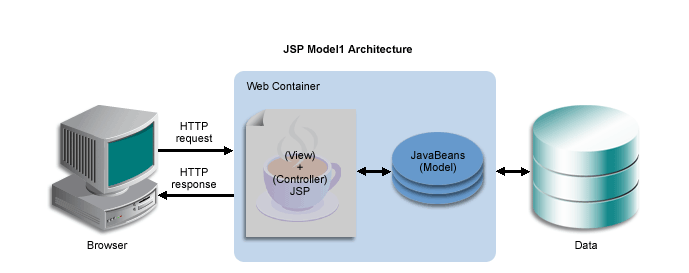 JSP Model1 Architecture
Web Container
HTTP
request
HTTP
response
(View)
+
(Controller)
JSP
JavaBeans
(Model)
Browser
Data